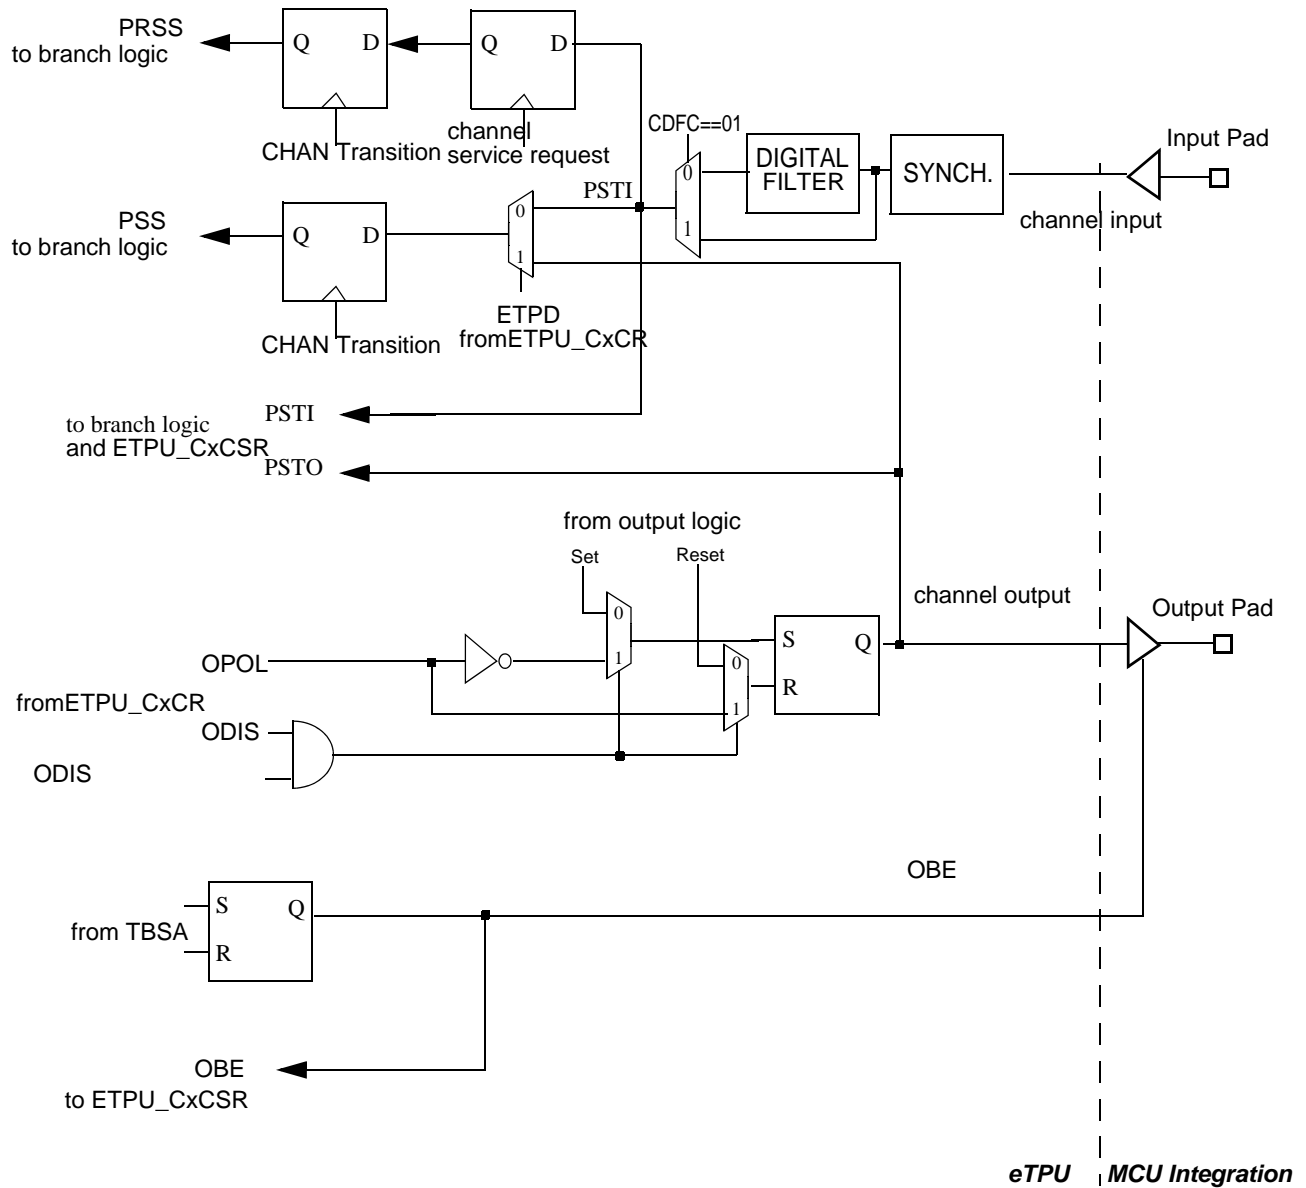 PRSS
to branch logic
Q D
Q D
CHAN Transition
channel
service request
CDFC==01
0
1
DIGITAL
FILTER
SYNCH.
Input Pad
channel input
PSTI
PSS
to branch logic
Q D
0
1
CHAN Transition
ETPD
fromETPU_CxCR
to branch logic
and ETPU_CxCSR
PSTI
PSTO
from output logic
Set
Reset
0
1
0
1
S
R
Q
channel output
Output Pad
OPOL
fromETPU_CxCR
ODIS
ODIS
OBE
from TBSA
S
R
Q
OBE
to ETPU_CxCSR
eTPU
MCU Integration